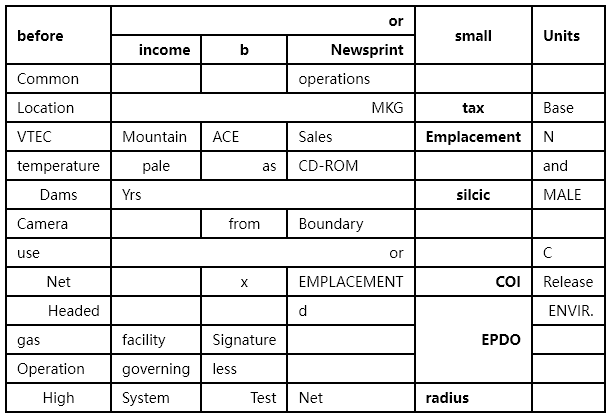 before or small Units
income b Newsprint
Common operations
Location MKG tax Base
VTEC Mountain ACE Sales Emplacement N
temperature pale as CD-ROM and
Dams Yrs silcic MALE
Camera from Boundary
use or C
Net x EMPLACEMENT COI Release
Headed d ENVIR.
gas facility Signature EPDO
Operation governing less
High System Test Net radius